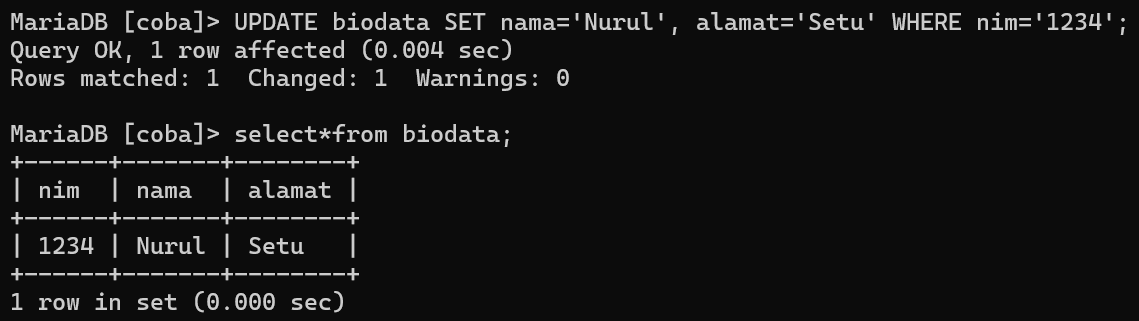 MariaDB [coba]> UPDATE biodata SET nama='Nurul', alamat='Setu' WHERE nim='1234';
Query OK, 1 row affected (0.004 sec)
Rows matched: 1  Changed: 1  Warnings: 0

MariaDB [coba]> select*from biodata;
+------+-------+--------+
| nim  | nama  | alamat |
+------+-------+--------+
| 1234 | Nurul | Setu   |
+------+-------+--------+
1 row in set (0.000 sec)